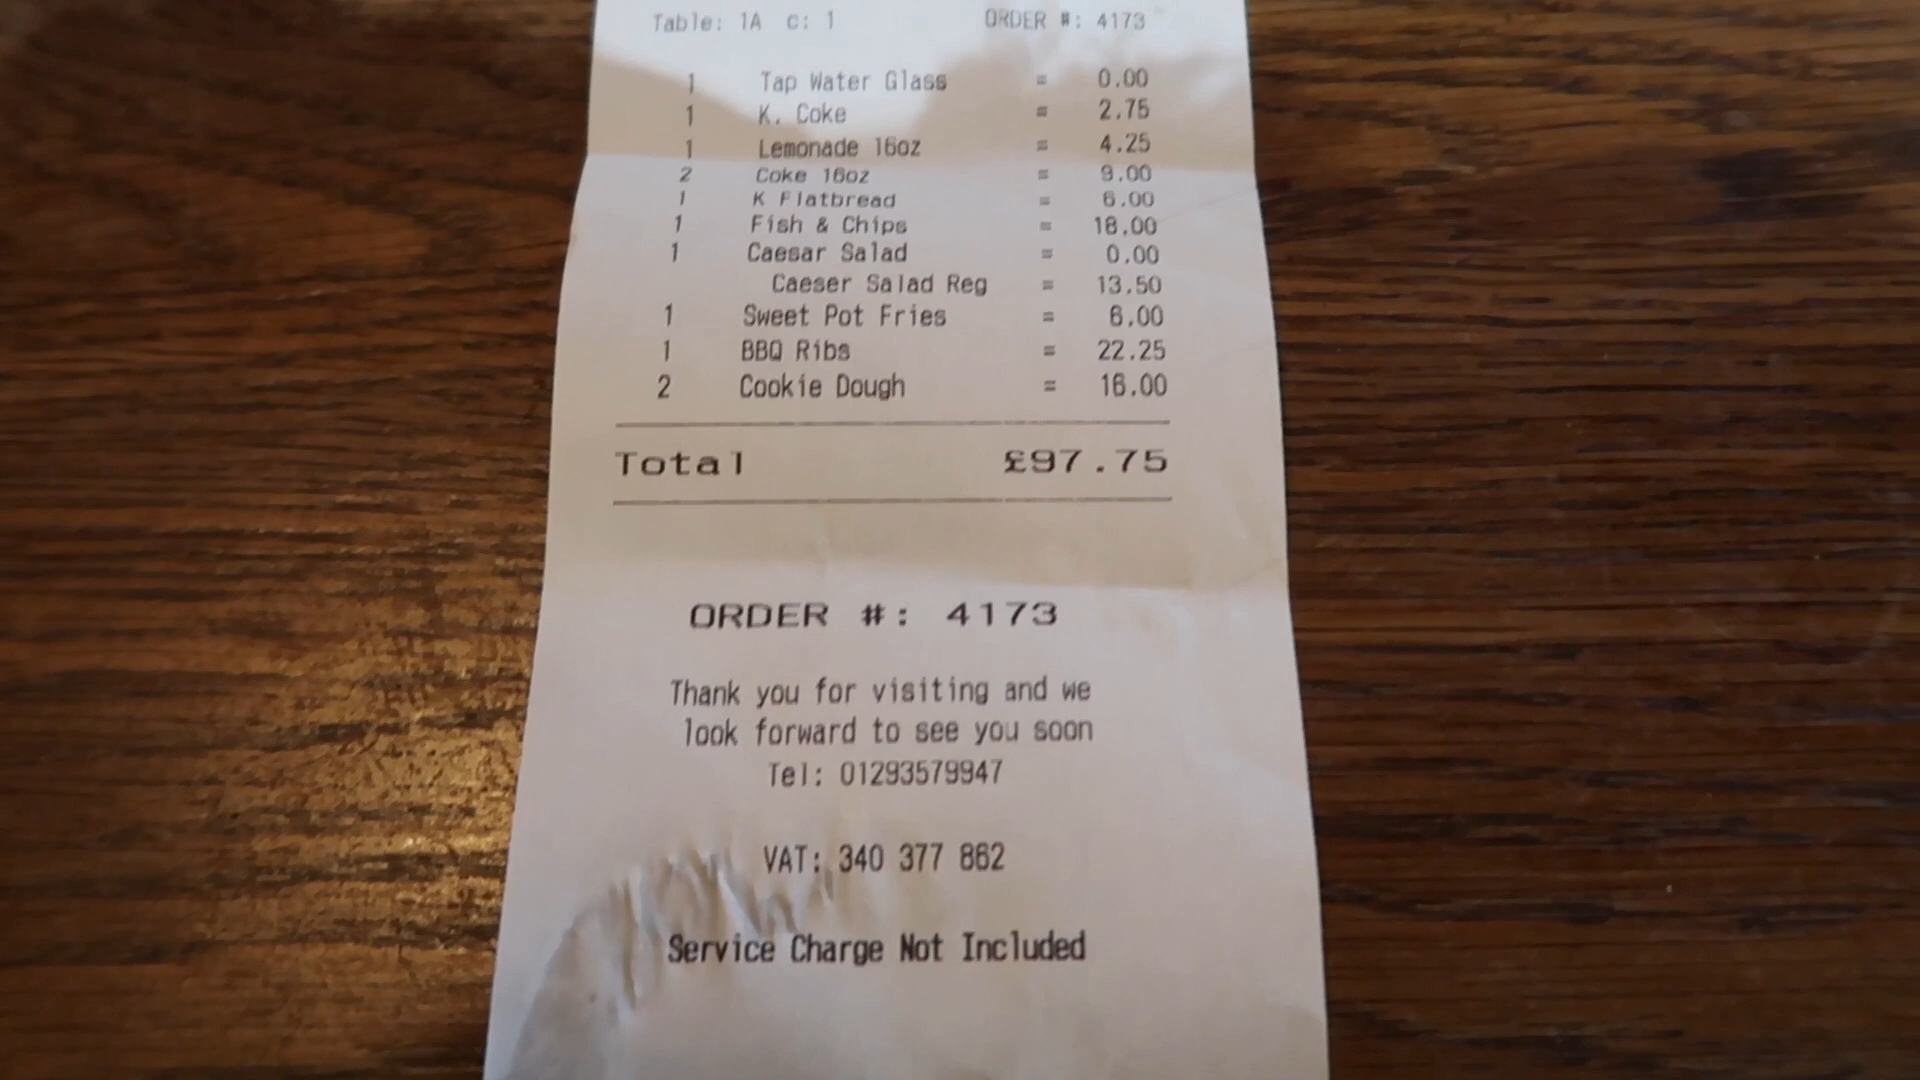 Table: 1A c: 1 ORDER #: 4173
1 Tap Water Glass = 0.00
1 K. Coke = 2.75
1 Lemonade 16oz = 4.25
2 Coke 16oz = 9.00
1 K Flatbread = 6.00
1 Fish & Chips = 18.00
1 Caesar Salad = 0.00
Caeser Salad Reg = 13.50
1 Sweet Pot Fries = 6.00
1 BBQ Ribs = 22.25
2 Cookie Dough = 16.00
Total £97.75
ORDER #: 4173
Thank you for visiting and we
look forward to see you soon
Tel: 01293579947
VAT: 340 377 862
Service Charge Not Included